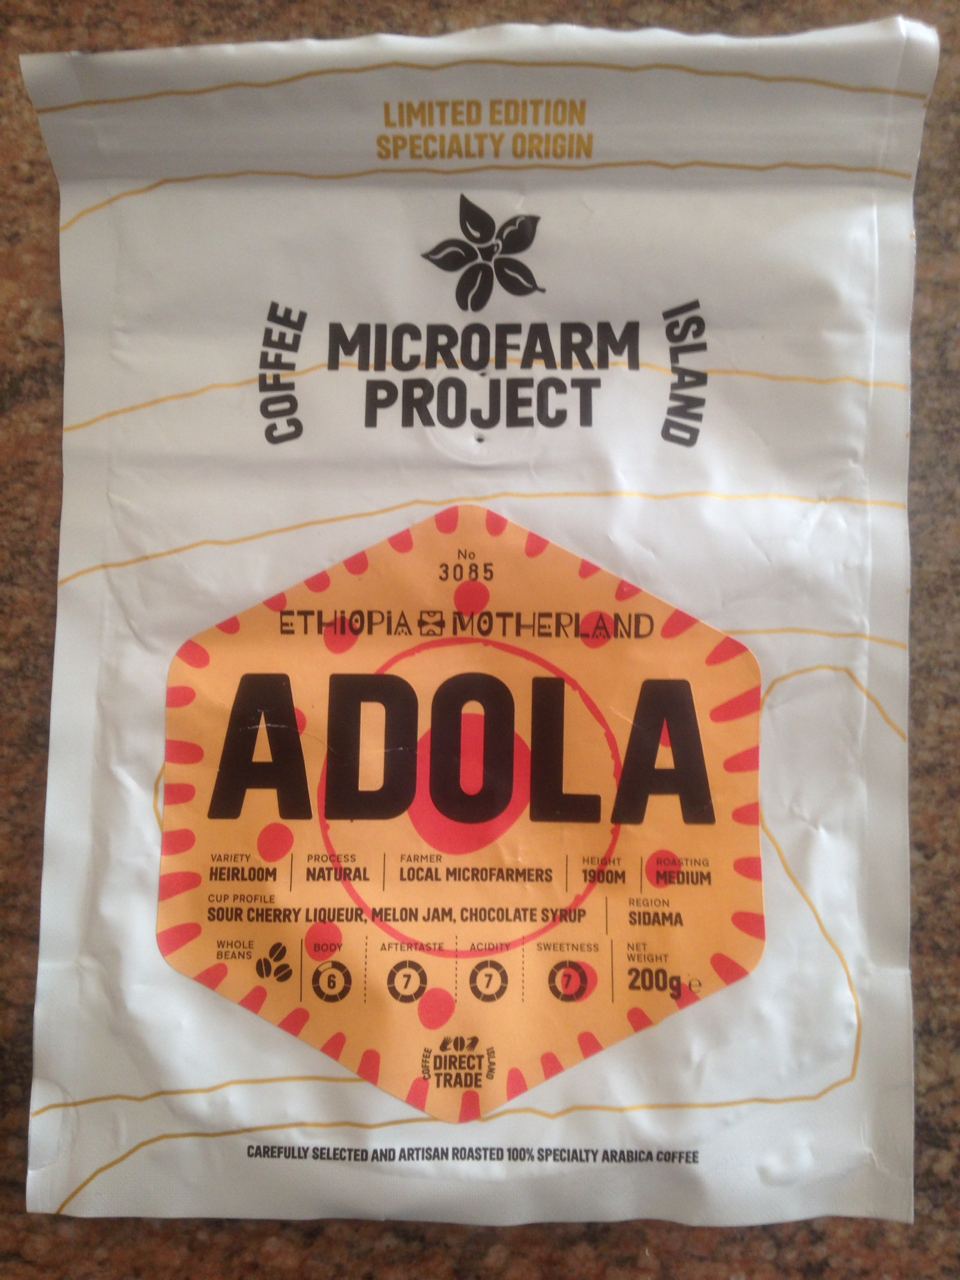 LIMITED EDITION
SPECIALTY ORIGIN
COFFEE
MICROFARM
PROJECT
ISLAND
No
3085
ETHIOPIA MOTHERLAND
ADOLA
VARIETY
HEIRLOOM
PROCESS
NATURAL
FARMER
LOCAL MICROFARMERS
HEIGHT
1900M
ROASTING
MEDIUM
CUP PROFILE
SOUR CHERRY LIQUEUR, MELON JAM, CHOCOLATE SYRUP
REGION
SIDAMA
WHOLE
BEANS
BODY
6
AFTERTASTE
7
ACIDITY
7
SWEETNESS
7
NET
WEIGHT
200g ℮
COFFEE
DIRECT
TRADE
ISLAND
CAREFULLY SELECTED AND ARTISAN ROASTED 100% SPECIALTY ARABICA COFFEE